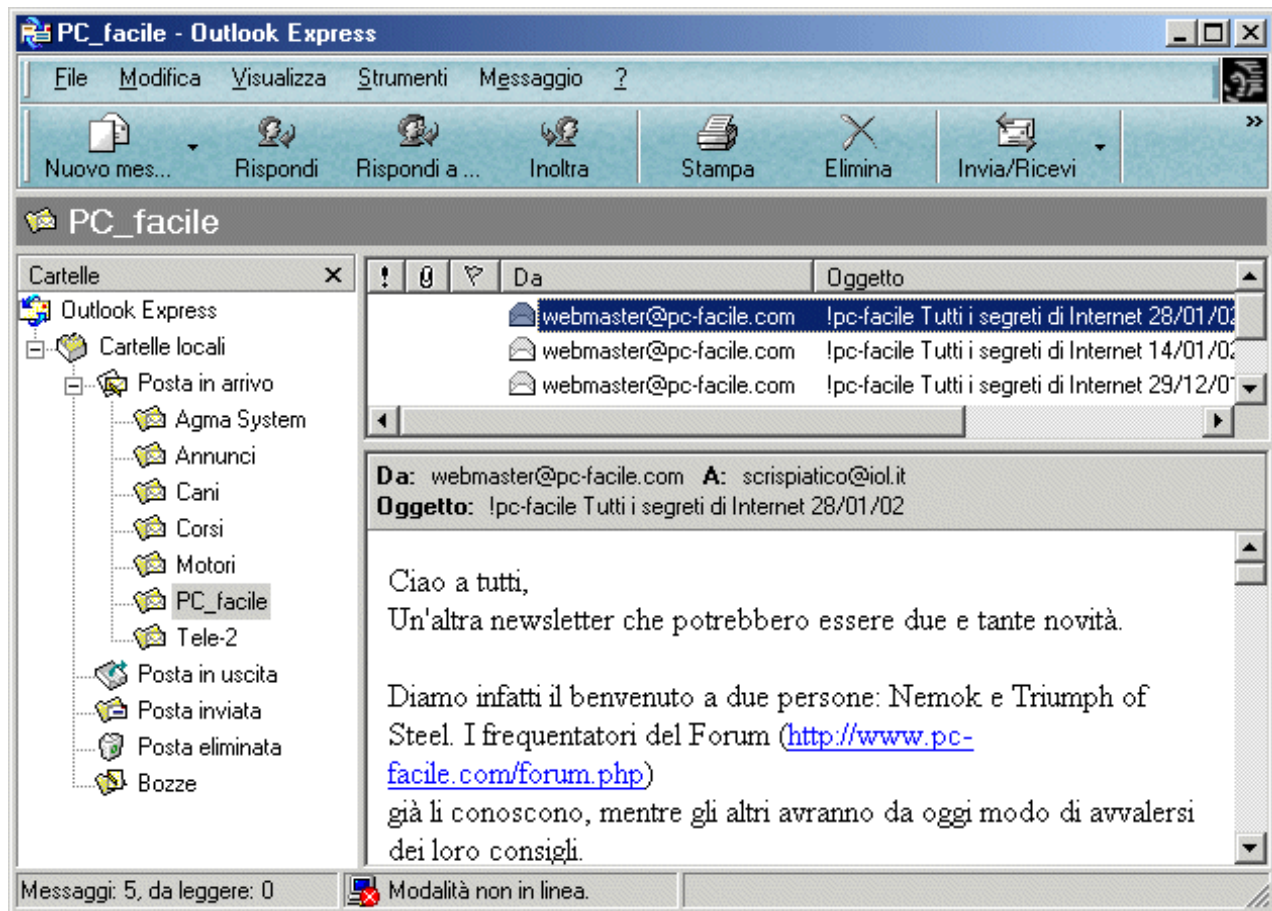 PC_facile - Outlook Express
File Modifica Visualizza Strumenti Messaggio ?
Nuovo mes... Rispondi Rispondi a ... Inoltra Stampa Elimina Invia/Ricevi »
PC_facile
Cartelle
Outlook Express
Cartelle locali
Posta in arrivo
Agma System
Annunci
Cani
Corsi
Motori
PC_facile
Tele-2
Posta in uscita
Posta inviata
Posta eliminata
Bozze
Da Oggetto
webmaster@pc-facile.com !pc-facile Tutti i segreti di Internet 28/01/02
webmaster@pc-facile.com !pc-facile Tutti i segreti di Internet 14/01/02
webmaster@pc-facile.com !pc-facile Tutti i segreti di Internet 29/12/0
Da: webmaster@pc-facile.com A: scrispiatico@iol.it
Oggetto: !pc-facile Tutti i segreti di Internet 28/01/02
Ciao a tutti,
Un'altra newsletter che potrebbero essere due e tante novità.
Diamo infatti il benvenuto a due persone: Nemok e Triumph of
Steel. I frequentatori del Forum (http://www.pc-
facile.com/forum.php)
già li conoscono, mentre gli altri avranno da oggi modo di avvalersi
dei loro consigli.
Messaggi: 5, da leggere: 0 Modalità non in linea.